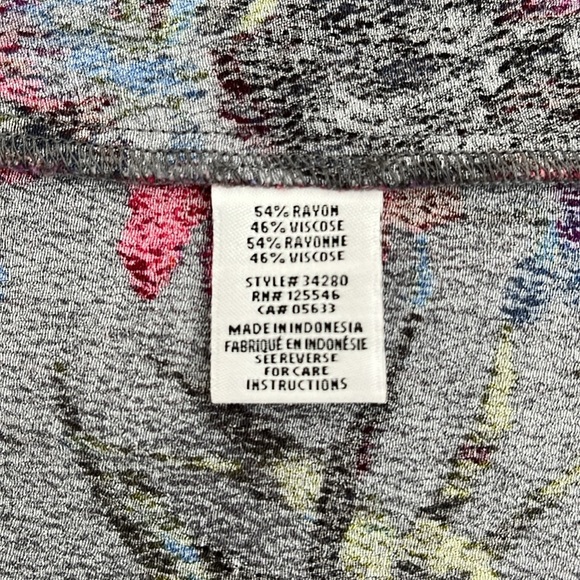 54% RAYON
46% VISCOSE
54% RAYONNE
46% VISCOSE
STYLE# 34280
RN# 125546
CA# 05633
MADE IN INDONESIA
FABRIQUÉ EN INDONÉSIE
SEE REVERSE
FOR CARE
INSTRUCTIONS